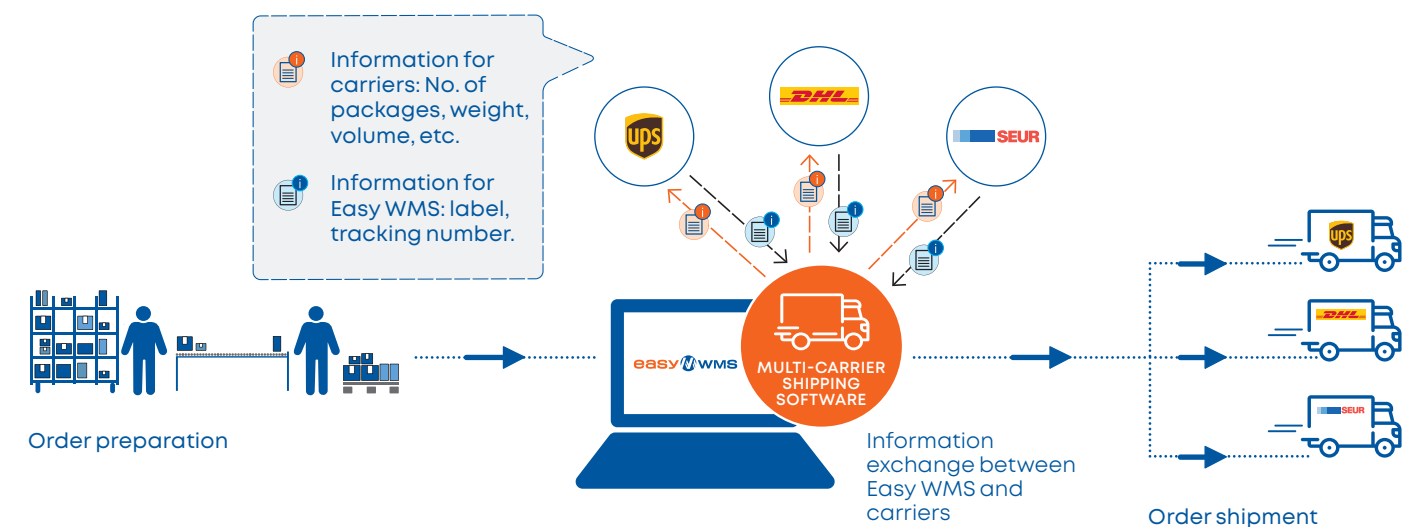 Information for
carriers: No. of
packages, weight,
volume, etc.
Information for
Easy WMS: label,
tracking number.
ups
DHL
SEUR
easy WMS
MULTI-CARRIER
SHIPPING
SOFTWARE
Order preparation
Information
exchange between
Easy WMS and
carriers
ups
DHL
SEUR
Order shipment